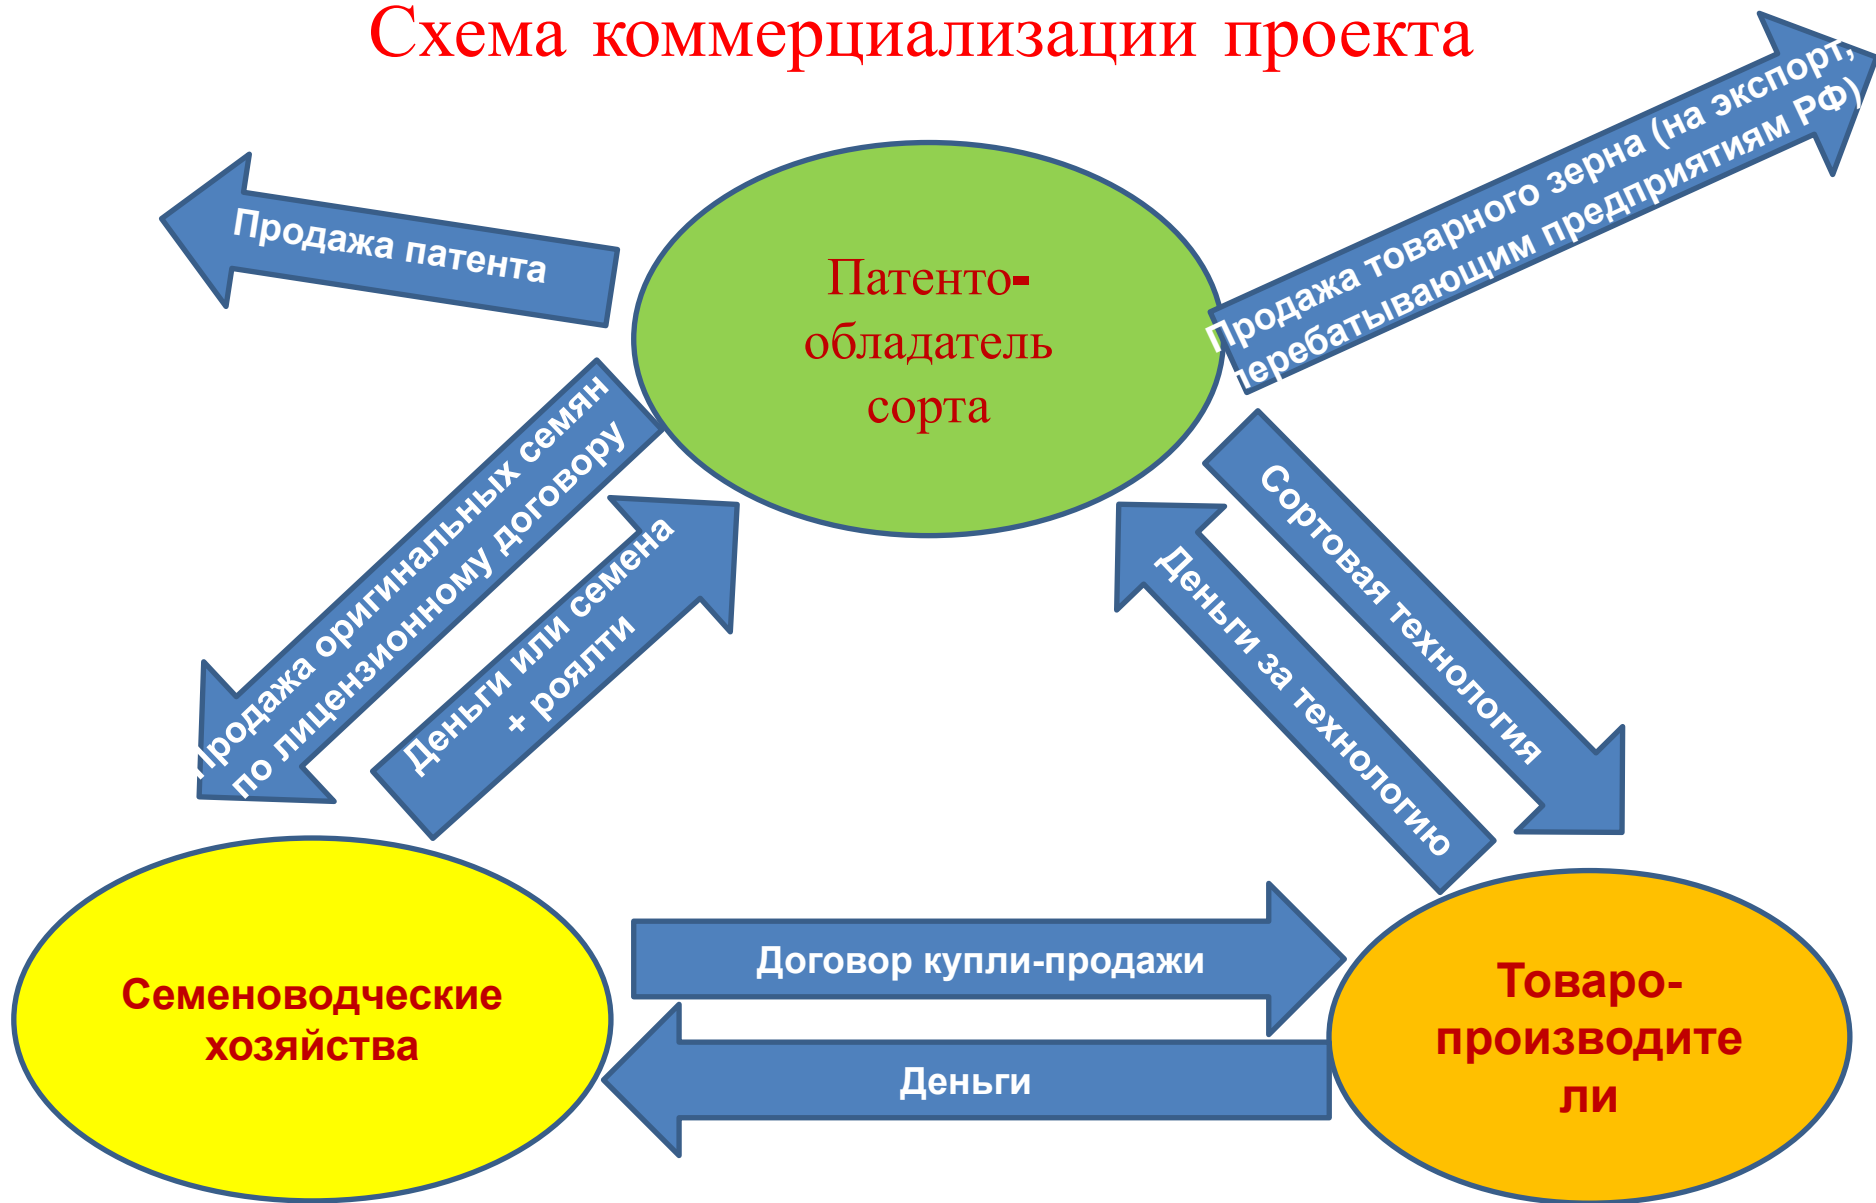 Схема коммерциализации проекта
Продажа патента
Патенто-
обладатель
сорта
Продажа товарного зерна (на экспорт,
перебатывающим предприятиям РФ)
Продажа оригинальных семян
по лицензионному договору
Деньги или семена
+ роялти
Сортовая технология
Деньги за технологию
Семеноводческие
хозяйства
Договор купли-продажи
Деньги
Товаро-
производите
ли